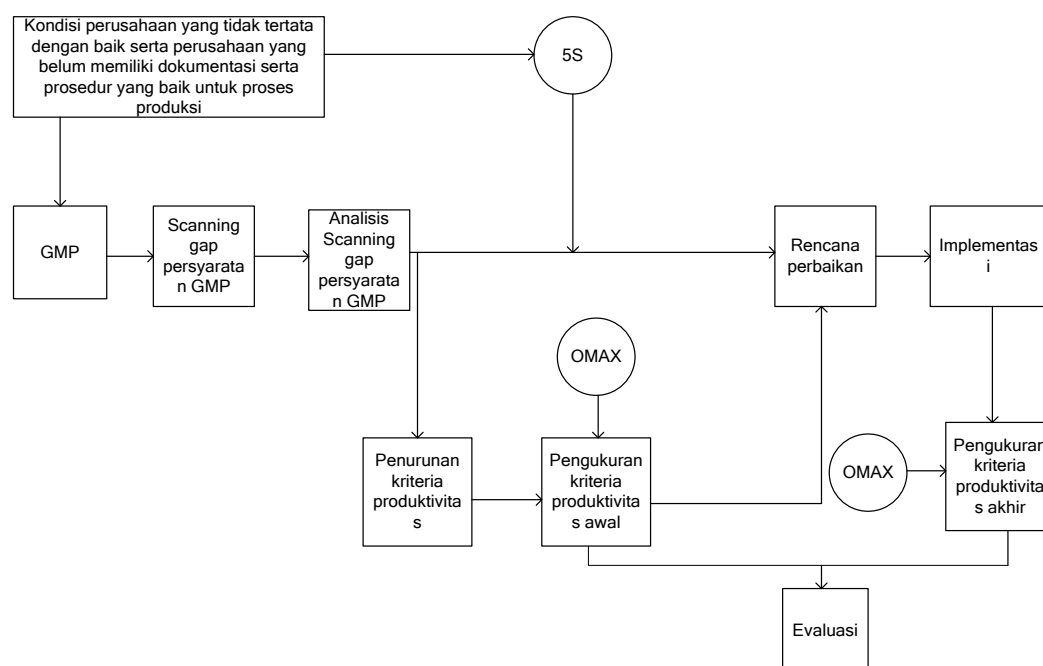 Kondisi perusahaan yang tidak tertata
dengan baik serta perusahaan yang
belum memiliki dokumentasi serta
prosedur yang baik untuk proses
produksi
5S
GMP
Scanning
gap
persyarata
n GMP
Analisis
Scanning
gap
persyarata
n GMP
Rencana
perbaikan
Implementas
i
OMAX
Penurunan
kriteria
produktivita
s
Pengukuran
kriteria
produktivita
s awal
OMAX
Pengukuran
kriteria
produktivita
s akhir
Evaluasi